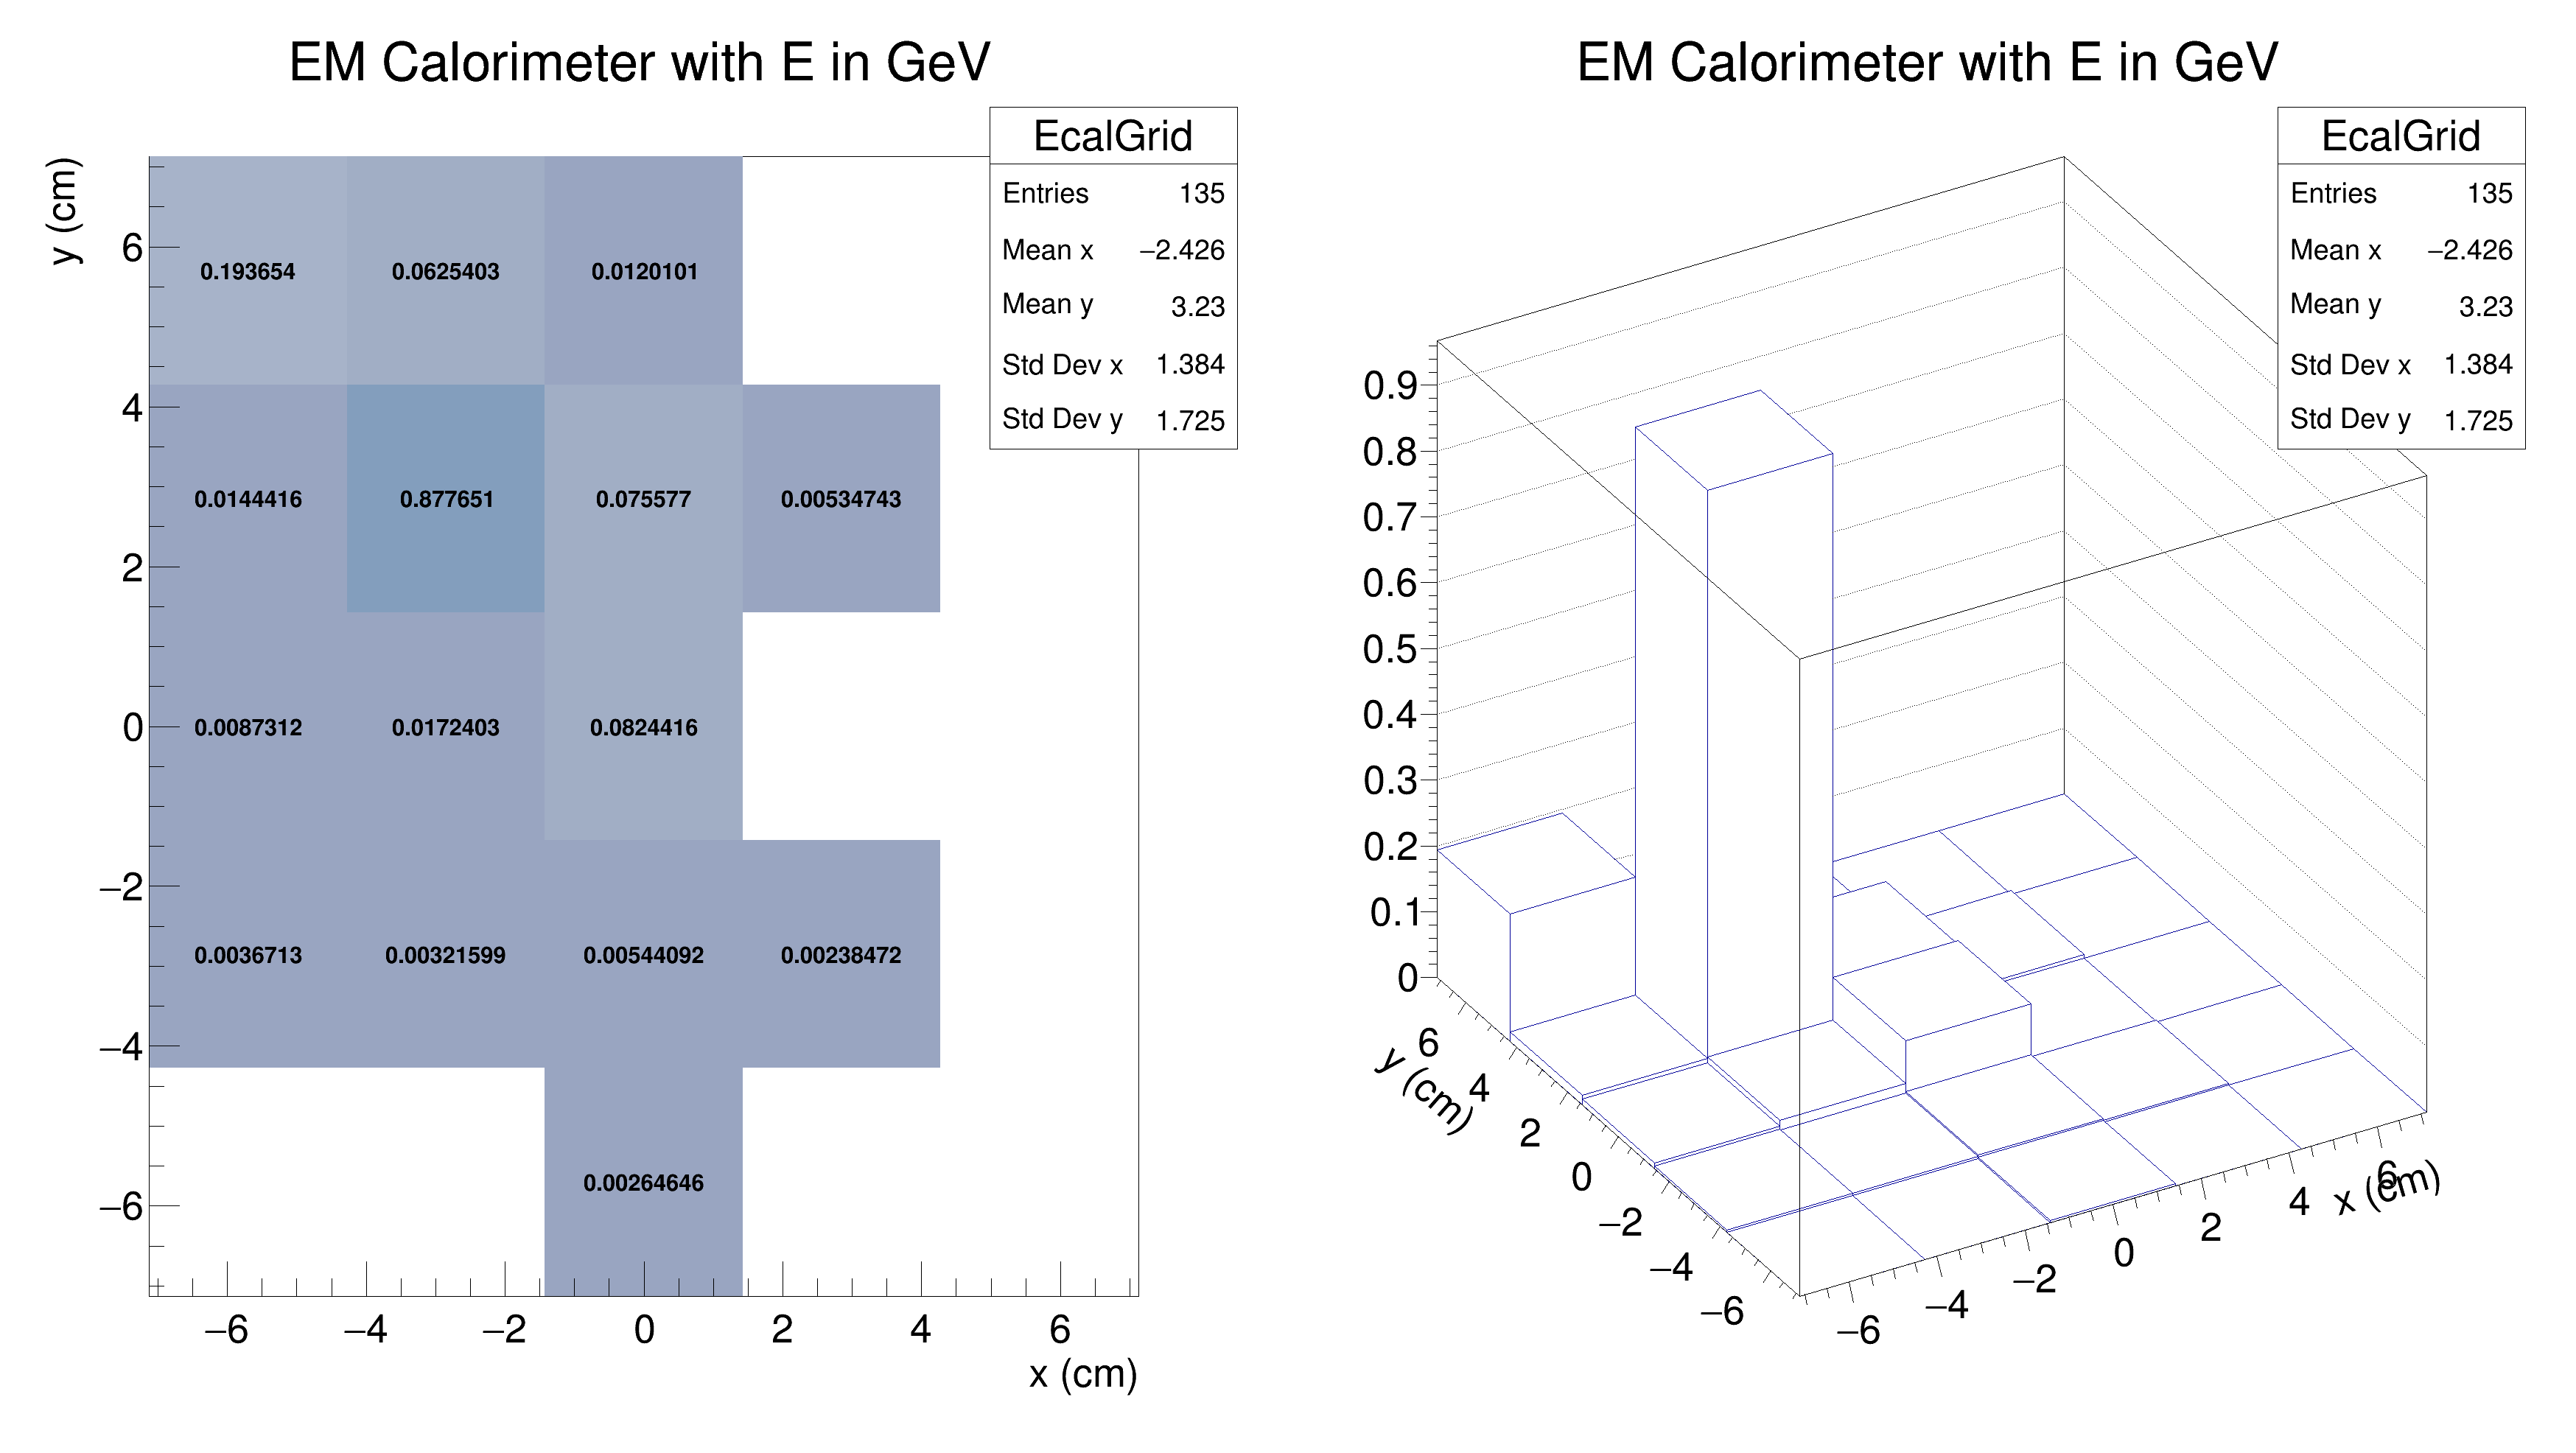 EM Calorimeter with E in GeV
EcalGrid
Entries 135
Mean x −2.426
Mean y 3.23
Std Dev x 1.384
Std Dev y 1.725
y (cm)
6
4
2
0
−2
−4
−6
0.193654 0.0625403 0.0120101
0.0144416 0.877651 0.075577 0.00534743
0.0087312 0.0172403 0.0824416
0.0036713 0.00321599 0.00544092 0.00238472
0.00264646
−6 −4 −2 0 2 4 6
x (cm)
EM Calorimeter with E in GeV
EcalGrid
Entries 135
Mean x −2.426
Mean y 3.23
Std Dev x 1.384
Std Dev y 1.725
0.9
0.8
0.7
0.6
0.5
0.4
0.3
0.2
0.1
0
y (cm)
6
4
2
0
−2
−4
−6
−6 −4 −2 0 2 4 6
x (cm)